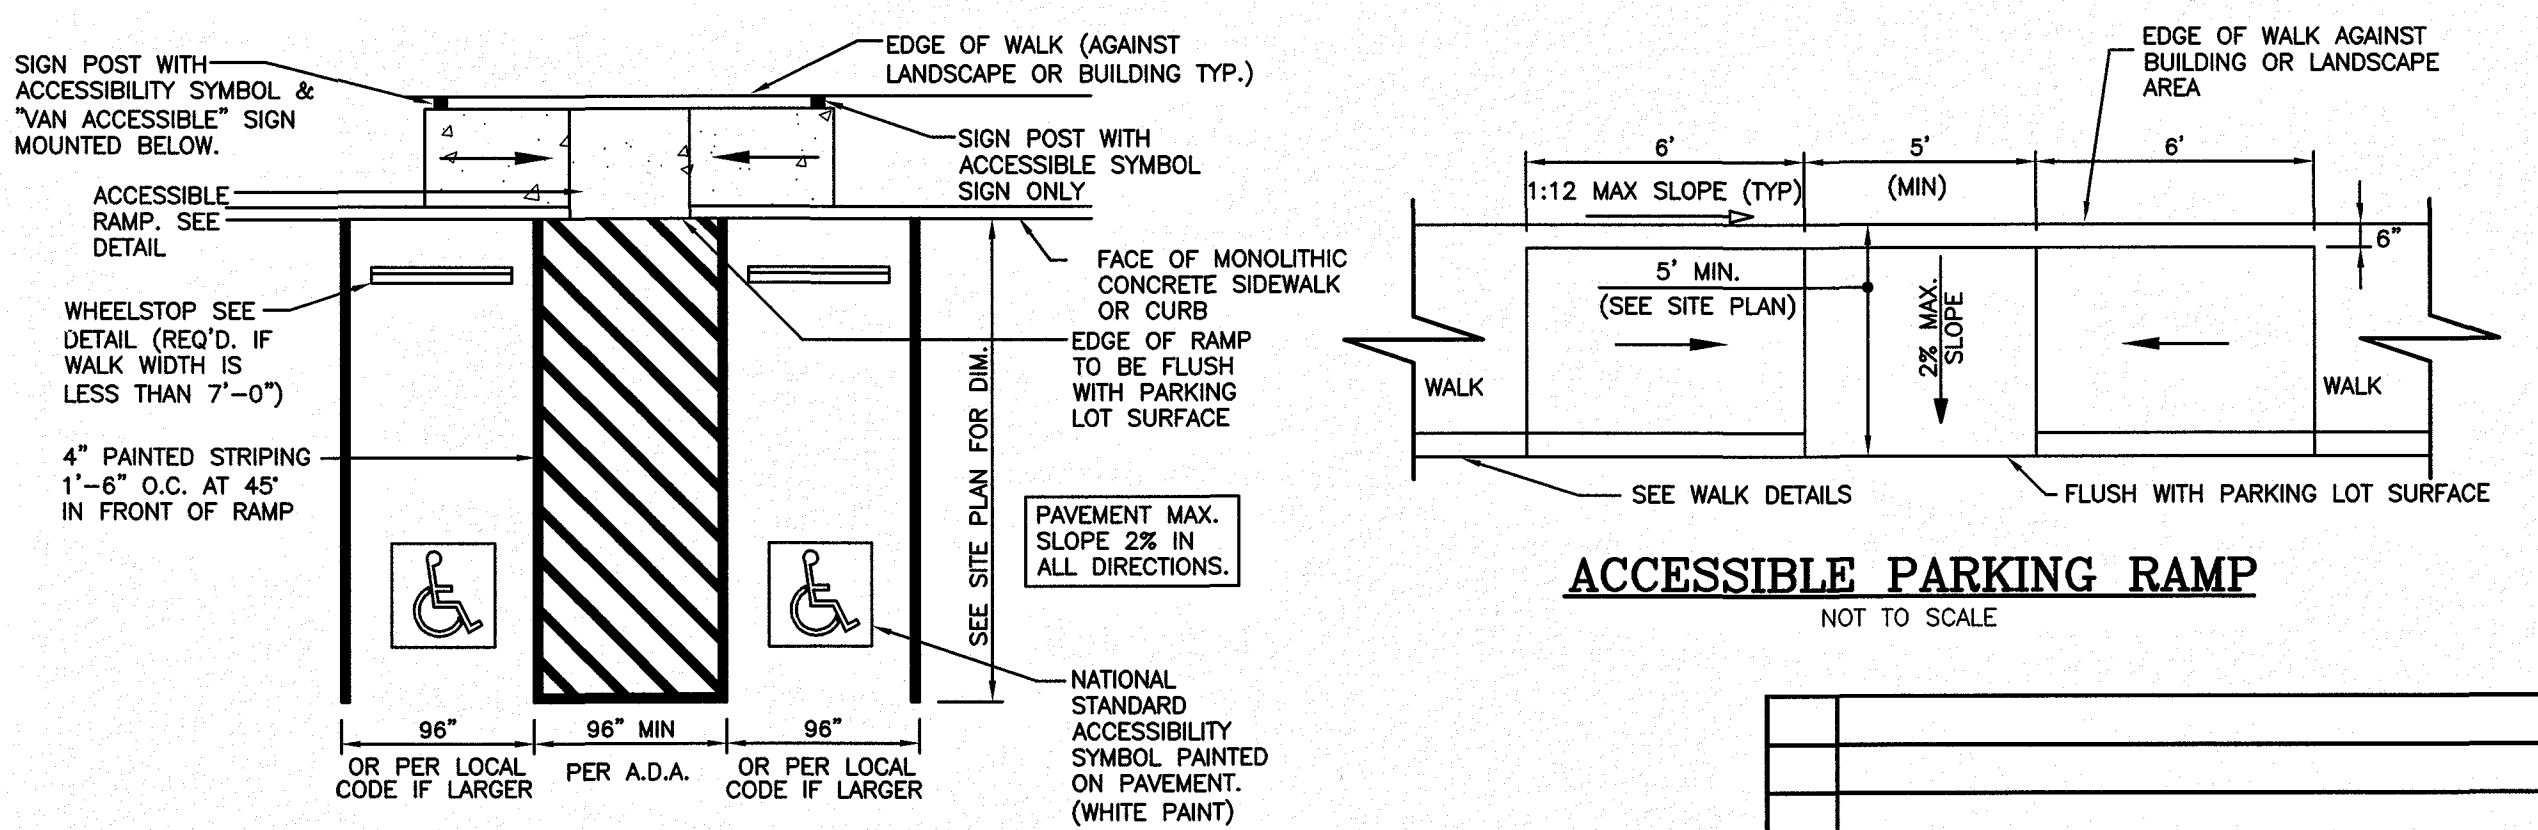 SIGN POST WITH
ACCESSIBILITY SYMBOL &
"VAN ACCESSIBLE" SIGN
MOUNTED BELOW.
EDGE OF WALK (AGAINST
LANDSCAPE OR BUILDING TYP.)
SIGN POST WITH
ACCESSIBLE SYMBOL
SIGN ONLY
ACCESSIBLE
RAMP. SEE
DETAIL
WHEELSTOP SEE
DETAIL (REQ'D. IF
WALK WIDTH IS
LESS THAN 7'-0")
4" PAINTED STRIPING
1'-6" O.C. AT 45°
IN FRONT OF RAMP
FACE OF MONOLITHIC
CONCRETE SIDEWALK
OR CURB
EDGE OF RAMP
TO BE FLUSH
WITH PARKING
LOT SURFACE
SEE SITE PLAN FOR DIM.
PAVEMENT MAX.
SLOPE 2% IN
ALL DIRECTIONS.
NATIONAL
STANDARD
ACCESSIBILITY
SYMBOL PAINTED
ON PAVEMENT.
(WHITE PAINT)
96"
OR PER LOCAL
CODE IF LARGER
96" MIN
PER A.D.A.
96"
OR PER LOCAL
CODE IF LARGER
EDGE OF WALK AGAINST
BUILDING OR LANDSCAPE
AREA
6'
5'
6'
1:12 MAX SLOPE (TYP)
(MIN)
6"
5' MIN.
(SEE SITE PLAN)
2% MAX.
SLOPE
WALK
WALK
SEE WALK DETAILS
FLUSH WITH PARKING LOT SURFACE
ACCESSIBLE PARKING RAMP
NOT TO SCALE